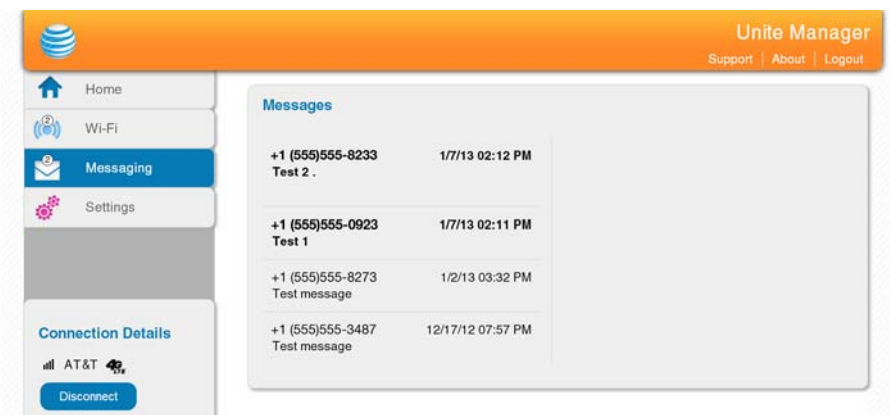 Unite Manager
Support | About | Logout
Home
2
Wi-Fi
2
Messaging
Settings
Connection Details
AT&T 4G LTE
Disconnect
Messages
+1 (555)555-8233 1/7/13 02:12 PM
Test 2 .
+1 (555)555-0923 1/7/13 02:11 PM
Test 1
+1 (555)555-8273 1/2/13 03:32 PM
Test message
+1 (555)555-3487 12/17/12 07:57 PM
Test message